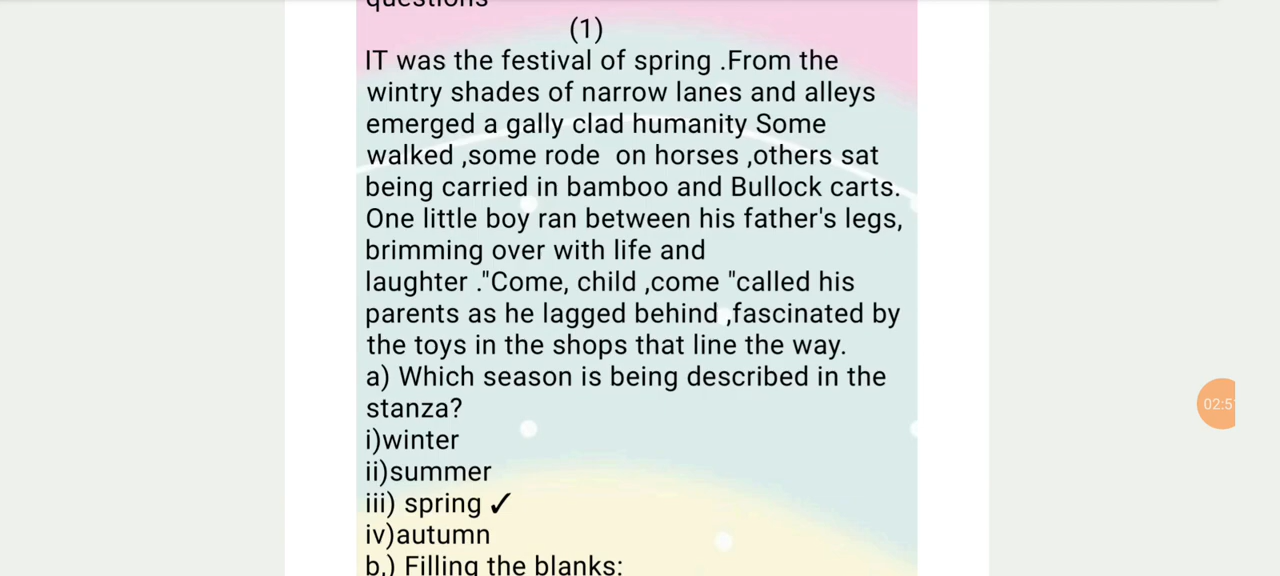 questions
(1)
IT was the festival of spring .From the
wintry shades of narrow lanes and alleys
emerged a gally clad humanity Some
walked ,some rode  on horses ,others sat
being carried in bamboo and Bullock carts.
One little boy ran between his father's legs,
brimming over with life and
laughter ."Come, child ,come "called his
parents as he lagged behind ,fascinated by
the toys in the shops that line the way.
a) Which season is being described in the
stanza?
i)winter
ii)summer
iii) spring ✓
iv)autumn
b,) Filling the blanks: